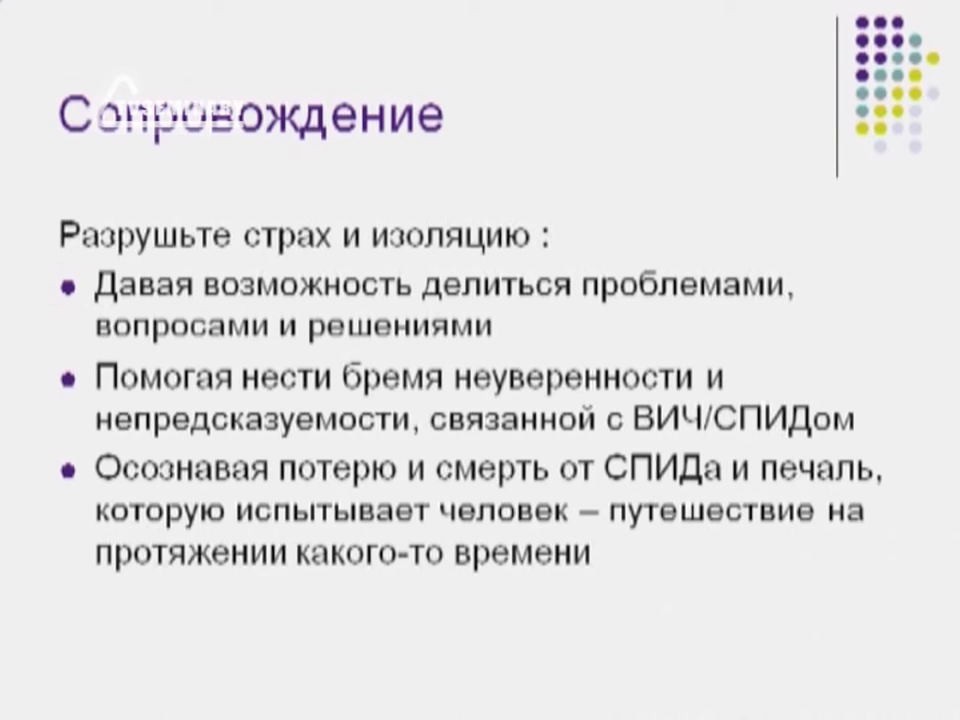 Сопровождение
Разрушьте страх и изоляцию :
Давая возможность делиться проблемами,
вопросами и решениями
Помогая нести бремя неуверенности и
непредсказуемости, связанной с ВИЧ/СПИДом
Осознавая потерю и смерть от СПИДа и печаль,
которую испытывает человек – путешествие на
протяжении какого-то времени